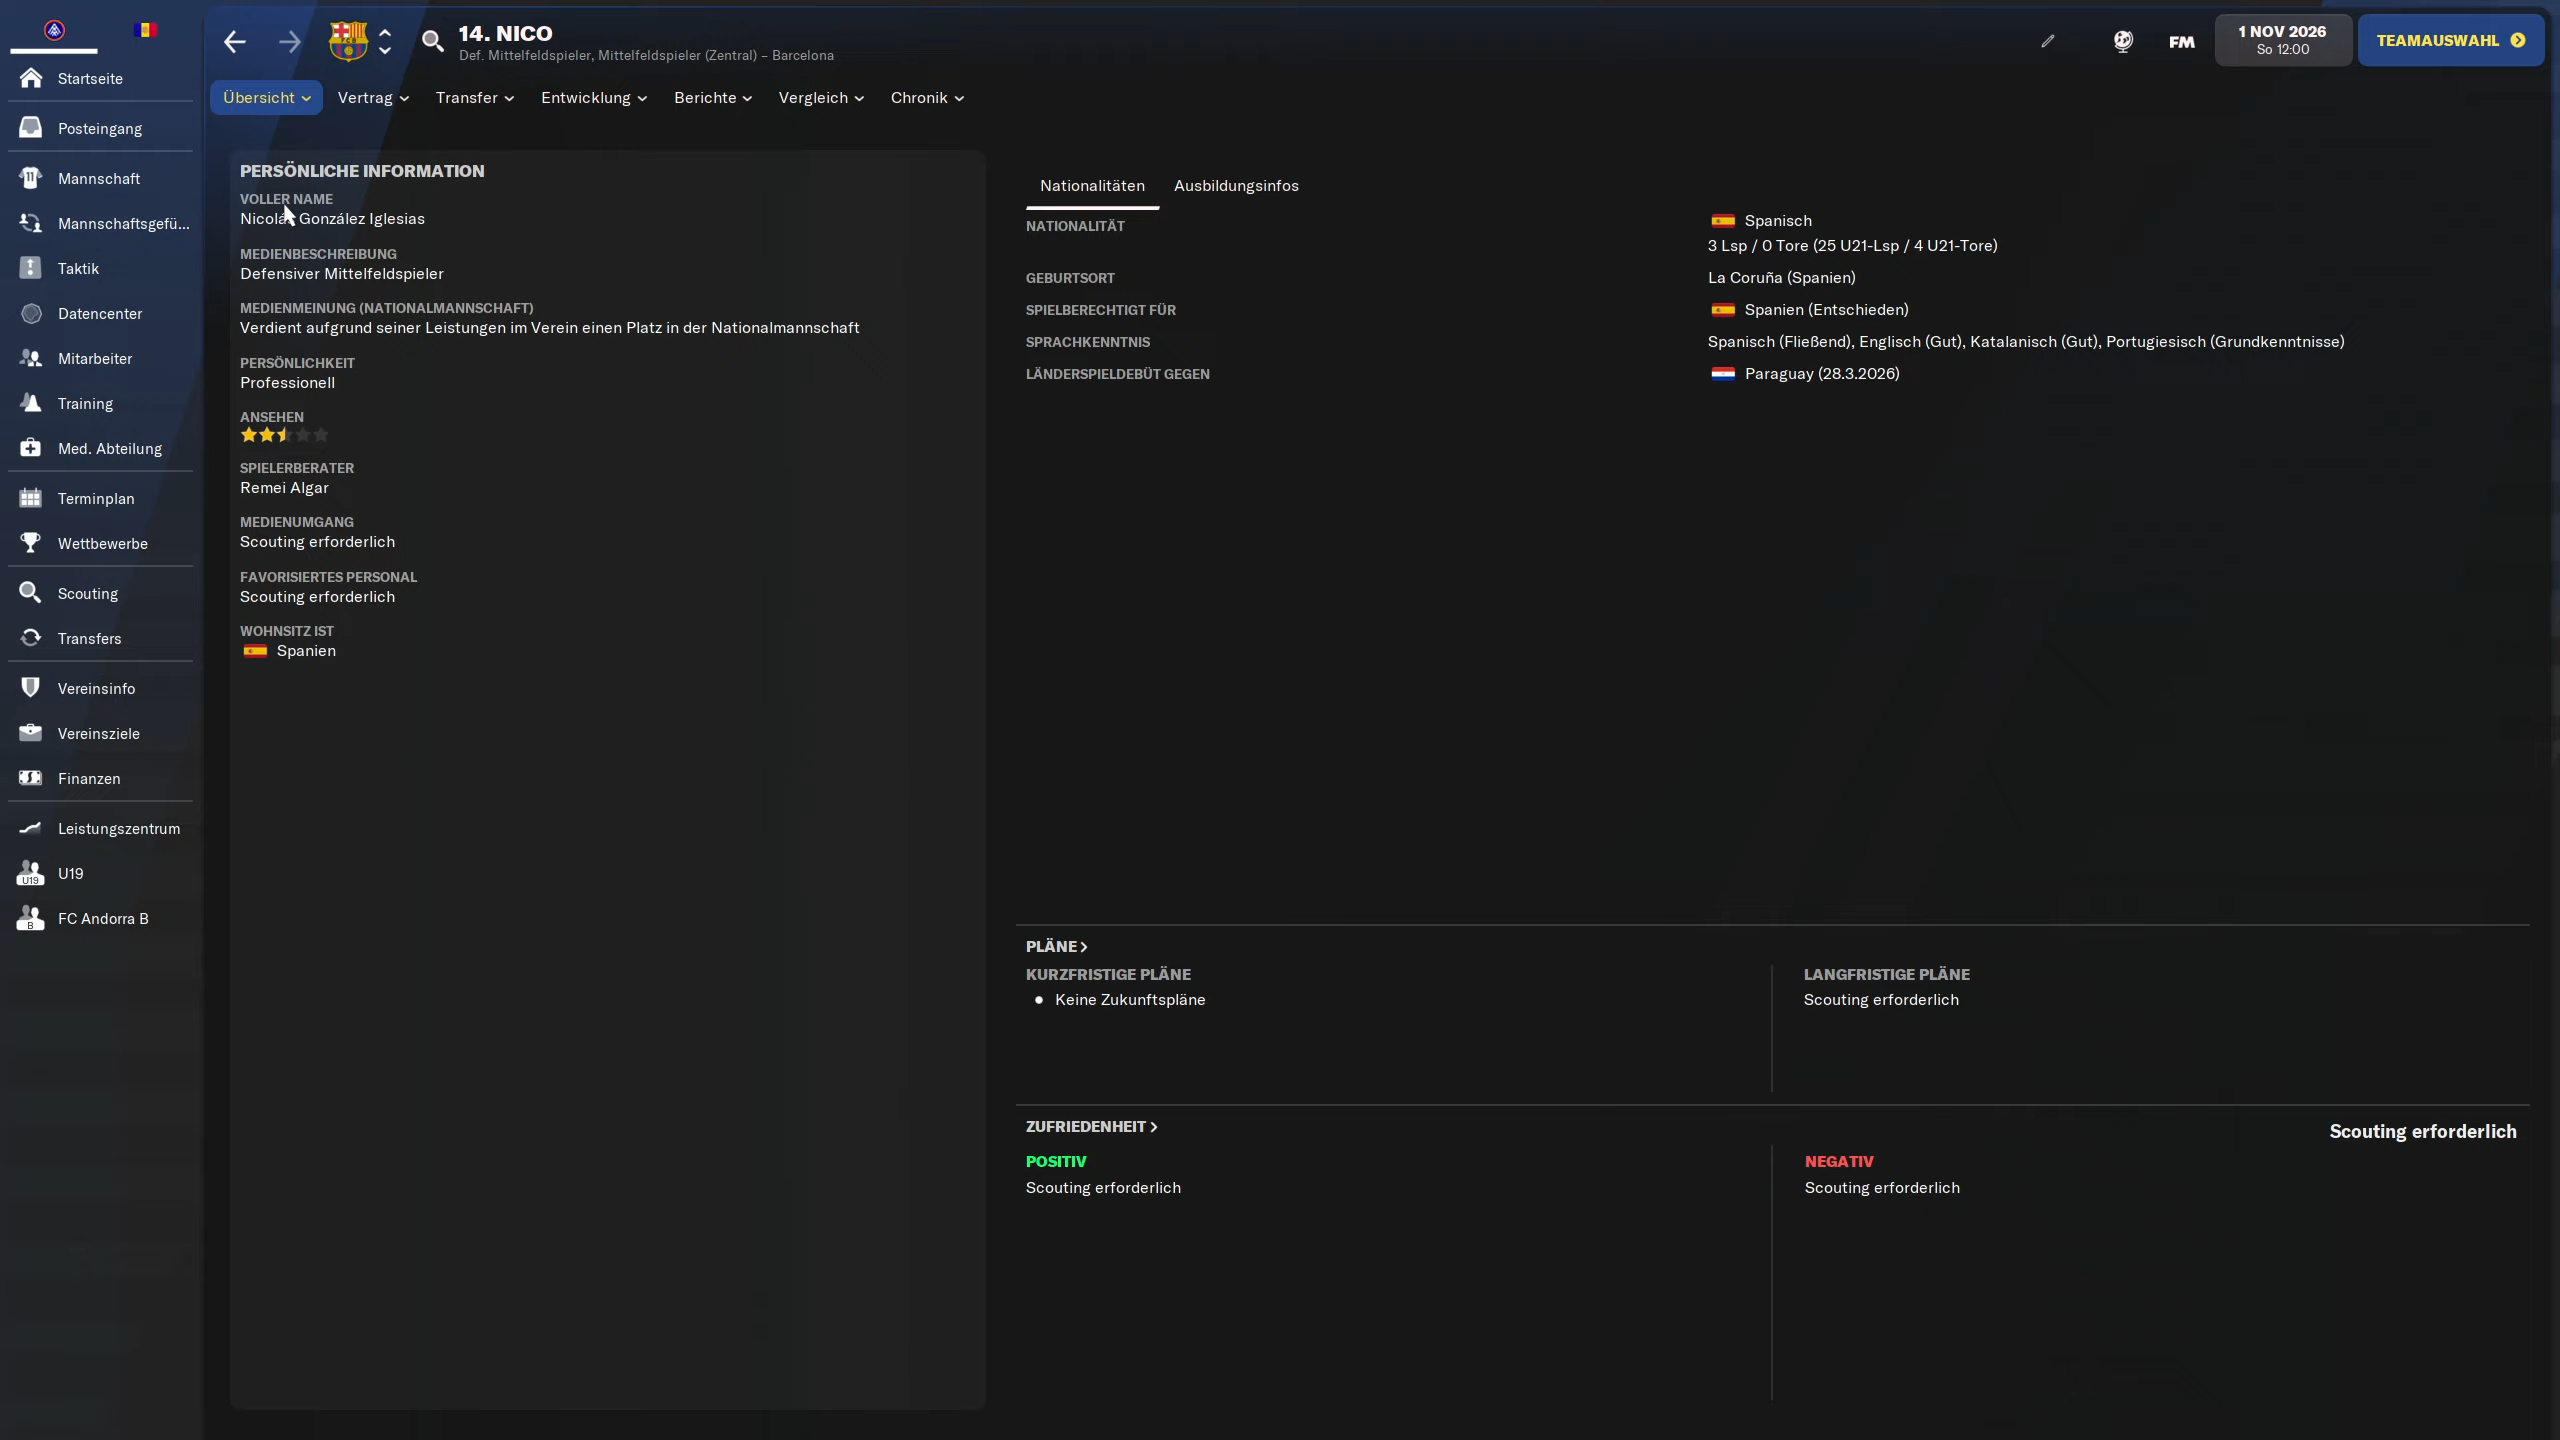 14. NICO
Def. Mittelfeldspieler, Mittelfeldspieler (Zentral) – Barcelona
FM
1 NOV 2026
So 12:00
TEAMAUSWAHL
Startseite
Posteingang
Mannschaft
Mannschaftsgefü...
Taktik
Datencenter
Mitarbeiter
Training
Med. Abteilung
Terminplan
Wettbewerbe
Scouting
Transfers
Vereinsinfo
Vereinsziele
Finanzen
Leistungszentrum
U19
U19
B
FC Andorra B
Übersicht
Vertrag
Transfer
Entwicklung
Berichte
Vergleich
Chronik
PERSÖNLICHE INFORMATION
VOLLER NAME
Nicolás González Iglesias
MEDIENBESCHREIBUNG
Defensiver Mittelfeldspieler
MEDIENMEINUNG (NATIONALMANNSCHAFT)
Verdient aufgrund seiner Leistungen im Verein einen Platz in der Nationalmannschaft
PERSÖNLICHKEIT
Professionell
ANSEHEN
SPIELERBERATER
Remei Algar
MEDIENUMGANG
Scouting erforderlich
FAVORISIERTES PERSONAL
Scouting erforderlich
WOHNSITZ IST
Spanien
Nationalitäten
Ausbildungsinfos
NATIONALITÄT
Spanisch
3 Lsp / 0 Tore (25 U21-Lsp / 4 U21-Tore)
GEBURTSORT
La Coruña (Spanien)
SPIELBERECHTIGT FÜR
Spanien (Entschieden)
SPRACHKENNTNIS
Spanisch (Fließend), Englisch (Gut), Katalanisch (Gut), Portugiesisch (Grundkenntnisse)
LÄNDERSPIELDEBÜT GEGEN
Paraguay (28.3.2026)
PLÄNE
KURZFRISTIGE PLÄNE
Keine Zukunftspläne
LANGFRISTIGE PLÄNE
Scouting erforderlich
ZUFRIEDENHEIT
Scouting erforderlich
POSITIV
Scouting erforderlich
NEGATIV
Scouting erforderlich